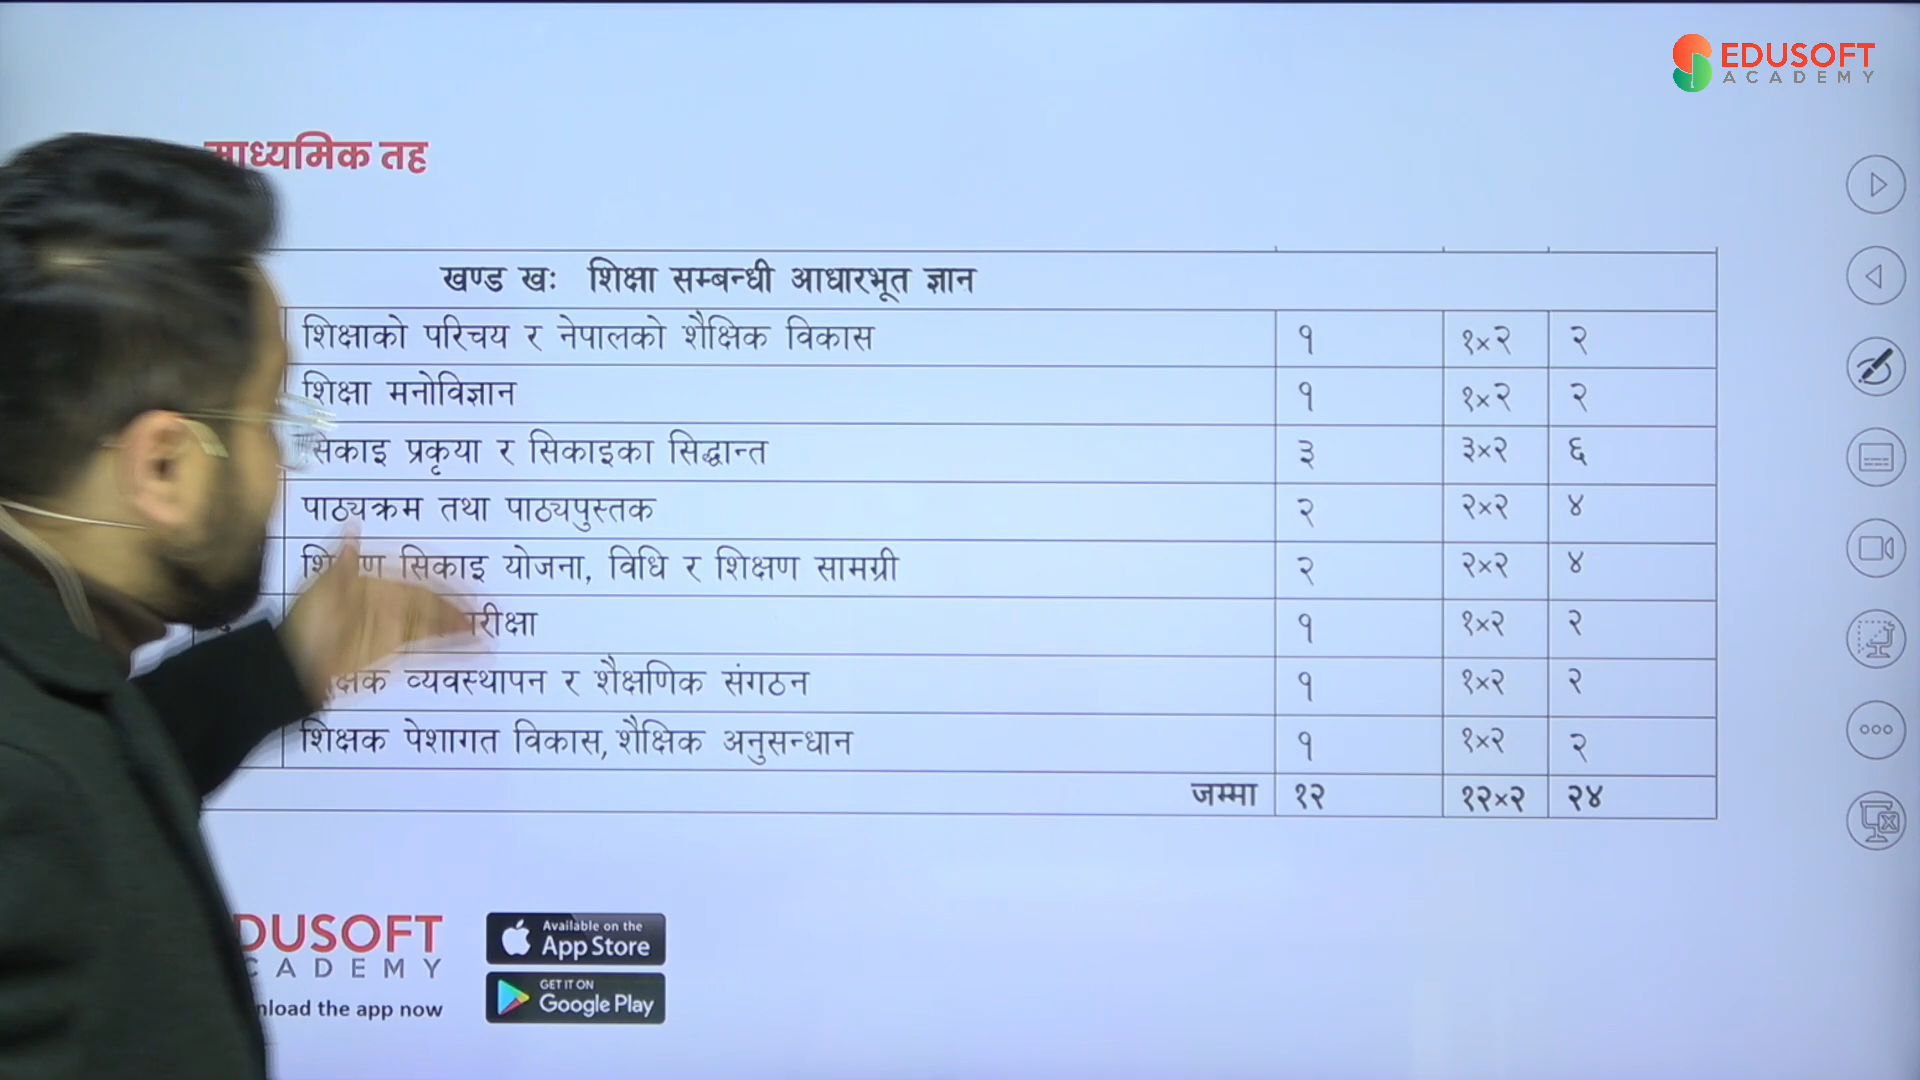 EDUSOFT
ACADEMY
माध्यमिक तह
खण्ड खः शिक्षा सम्बन्धी आधारभूत ज्ञान
शिक्षाको परिचय र नेपालको शैक्षिक विकास १ १×२ २
शिक्षा मनोविज्ञान १ १×२ २
सिकाइ प्रकृया र सिकाइका सिद्धान्त ३ ३×२ ६
पाठ्यक्रम तथा पाठ्यपुस्तक २ २×२ ४
सिकाइ योजना, विधि र शिक्षण सामग्री २ २×२ ४
१ १×२ २
व्यवस्थापन र शैक्षणिक संगठन १ १×२ २
शिक्षक पेशागत विकास, शैक्षिक अनुसन्धान १ १×२ २
जम्मा १२ १२×२ २४
DUSOFT
CADEMY
the app now
Available on the
App Store
GET IT ON
Google Play